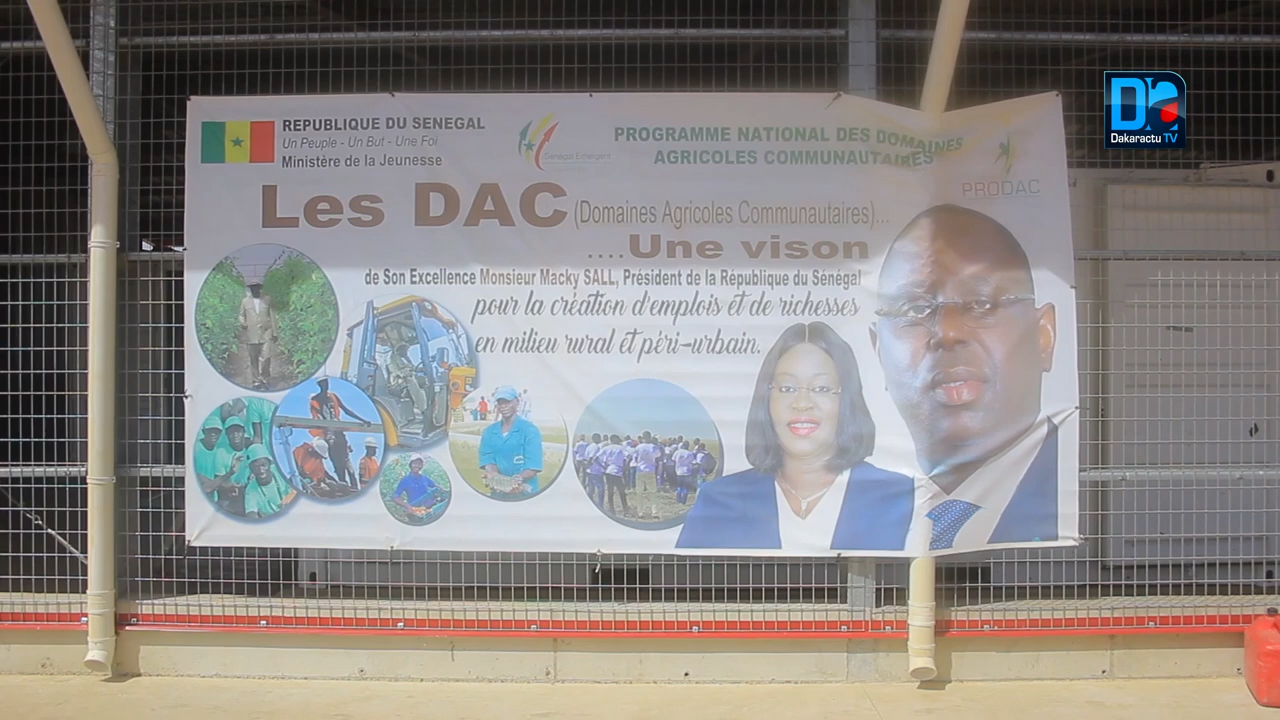 REPUBLIQUE DU SENEGAL
Un Peuple - Un But - Une Foi
Ministère de la Jeunesse
Sénégal Emergent
PROGRAMME NATIONAL DES DOMAINES
AGRICOLES COMMUNAUTAIRES
PRODAC
Les DAC (Domaines Agricoles Communautaires)...
....Une vison
de Son Excellence Monsieur Macky SALL, Président de la République du Sénégal
pour la création d'emplois et de richesses
en milieu rural et péri-urbain.
Dakaractu TV